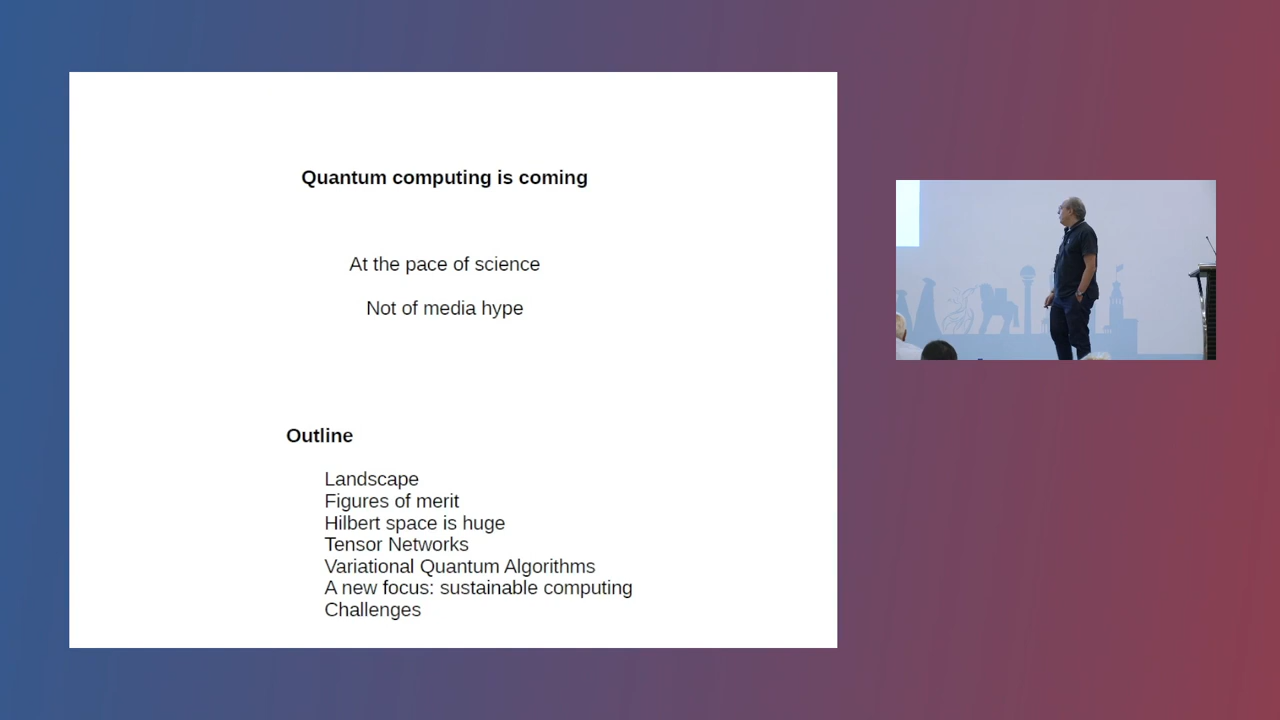 Quantum computing is coming
At the pace of science
Not of media hype
Outline
Landscape
Figures of merit
Hilbert space is huge
Tensor Networks
Variational Quantum Algorithms
A new focus: sustainable computing
Challenges